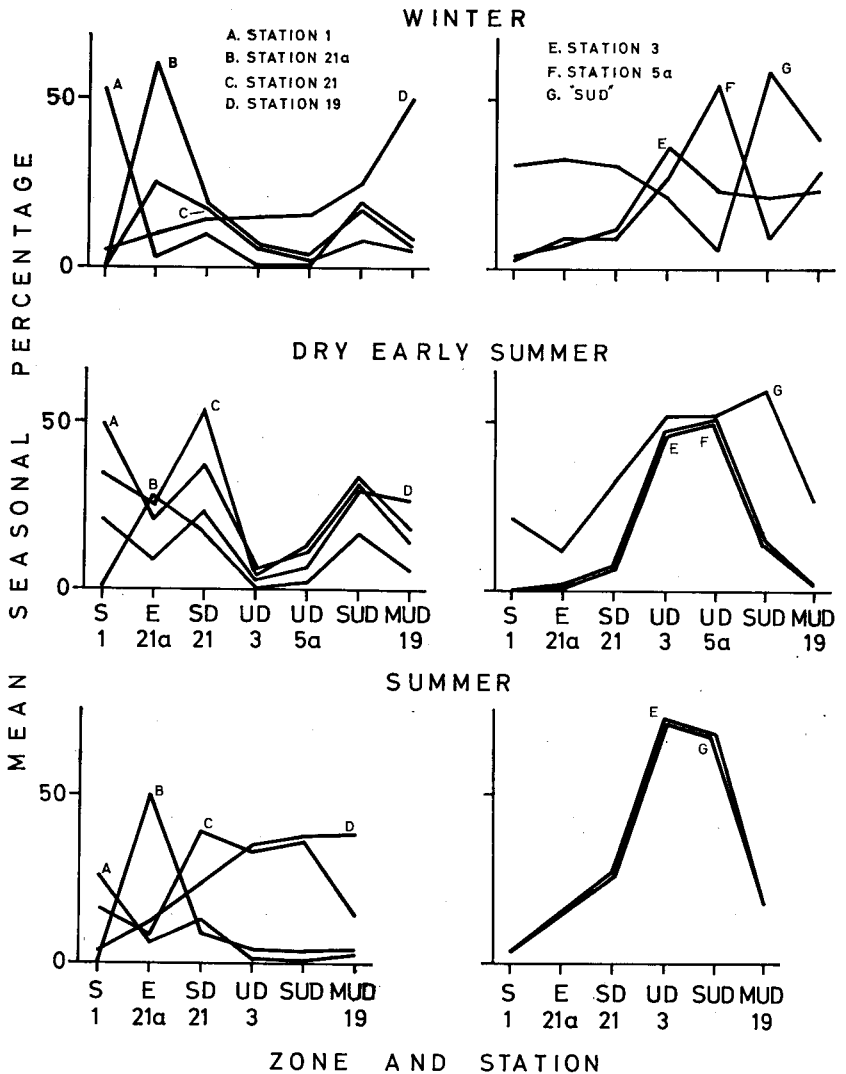 WINTER
A. STATION 1
B. STATION 21a
C. STATION 21
D. STATION 19
E. STATION 3
F. STATION 5a
G. "SUD"
50
0
A
B
C
D
E
F
G
MEAN SEASONAL PERCENTAGE
DRY EARLY SUMMER
50
0
A
B
C
D
E
F
G
S E SD UD UD SUD MUD
1 21a 21 3 5a 19
S E SD UD UD SUD MUD
1 21a 21 3 5a 19
SUMMER
50
0
A
B
C
D
E
G
S E SD UD SUD MUD
1 21a 21 3 19
S E SD UD SUD MUD
1 21a 21 3 19
ZONE AND STATION